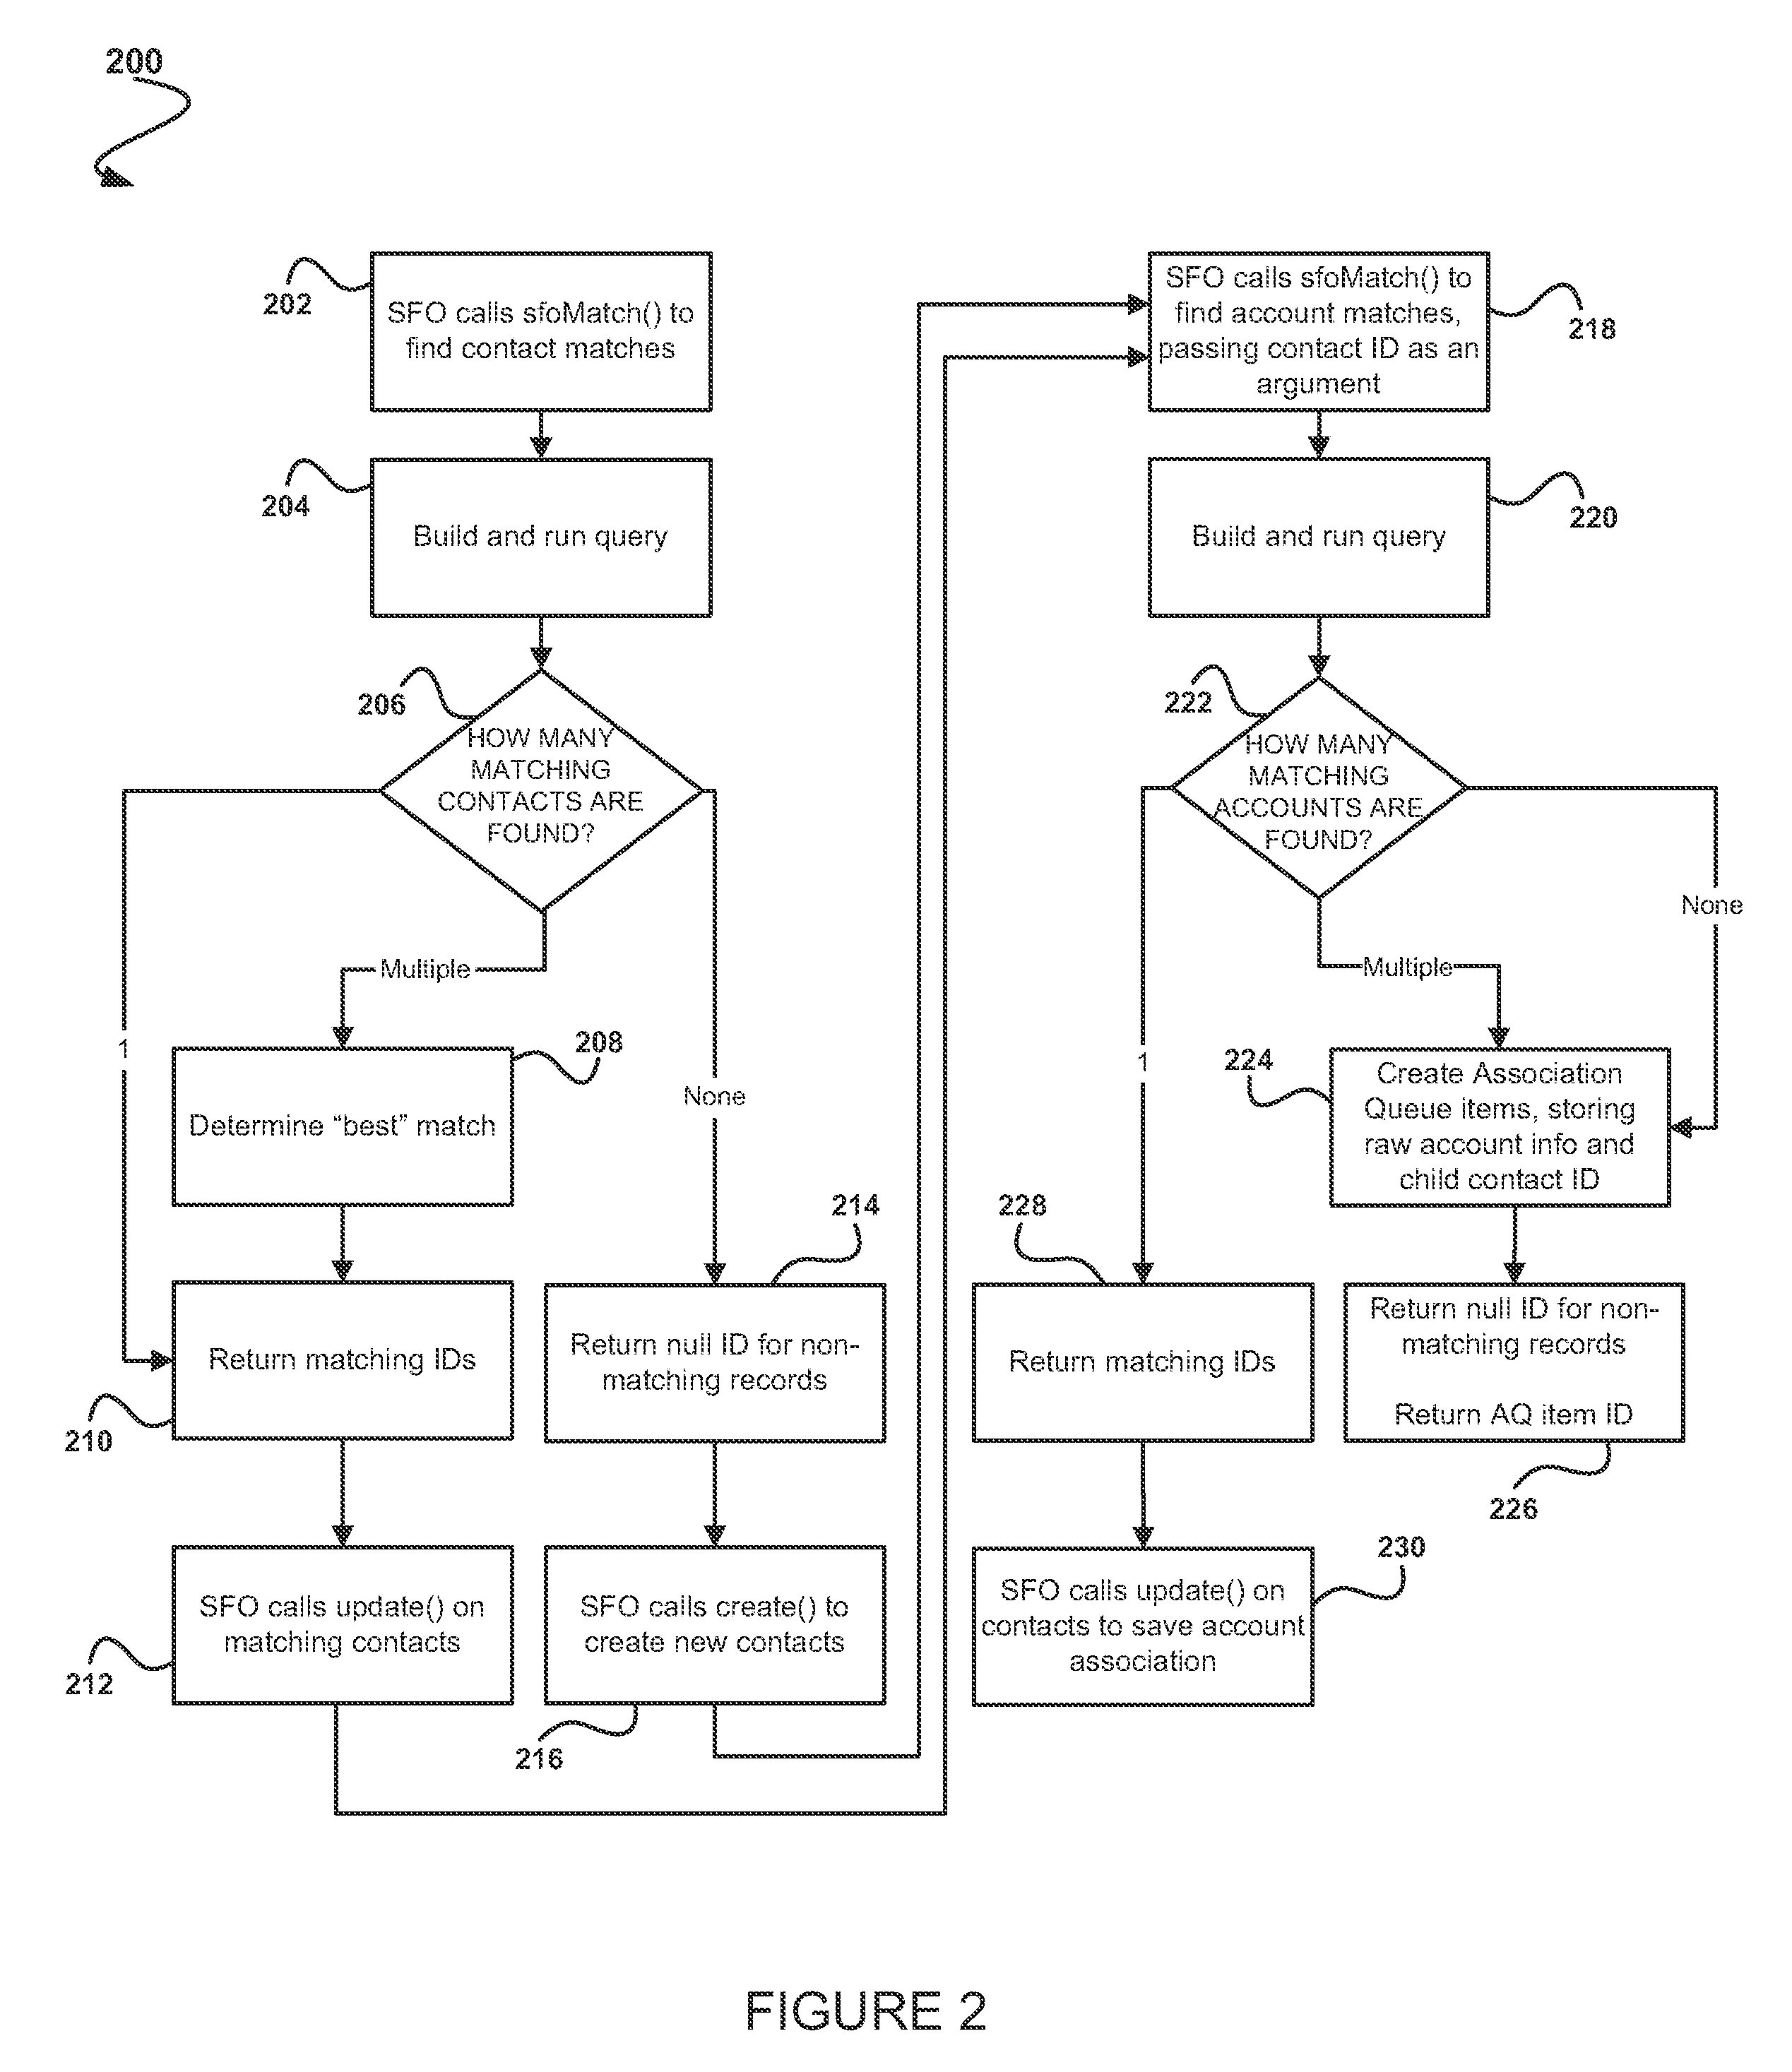 200
202
SFO calls sfoMatch() to
find contact matches
204
Build and run query
206
HOW MANY
MATCHING
CONTACTS ARE
FOUND?
Multiple
1
None
208
Determine “best” match
210
Return matching IDs
214
Return null ID for non-
matching records
212
SFO calls update() on
matching contacts
216
SFO calls create() to
create new contacts
218
SFO calls sfoMatch() to
find account matches,
passing contact ID as an
argument
220
Build and run query
222
HOW MANY
MATCHING
ACCOUNTS ARE
FOUND?
None
Multiple
1
224
Create Association
Queue items, storing
raw account info and
child contact ID
228
Return matching IDs
Return null ID for non-
matching records
Return AQ item ID
226
230
SFO calls update() on
contacts to save account
association
FIGURE 2